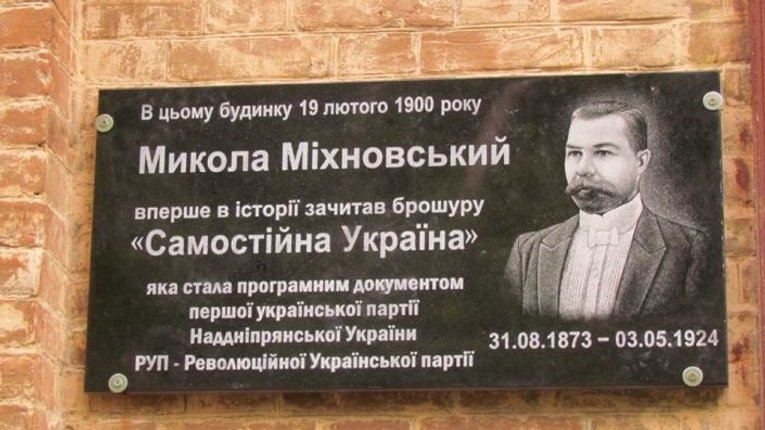 В цьому будинку 19 лютого 1900 року
Микола Міхновський
вперше в історії зачитав брошуру
«Самостійна Україна»
яка стала програмним документом
першої української партії
Наддніпрянської України
РУП - Революційної Української партії
31.08.1873 – 03.05.1924